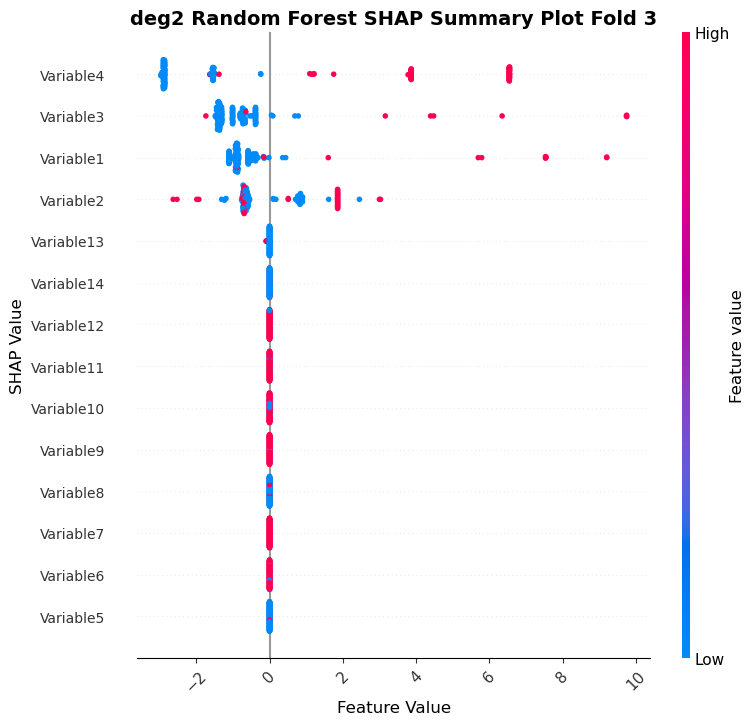 deg2 Random Forest SHAP Summary Plot Fold 3
High
Variable4
Variable3
Variable1
Variable2
Variable13
Variable14
Variable12
Variable11
Variable10
Variable9
Variable8
Variable7
Variable6
Variable5
SHAP Value
Feature value
Low
−2 0 2 4 6 8 10
Feature Value